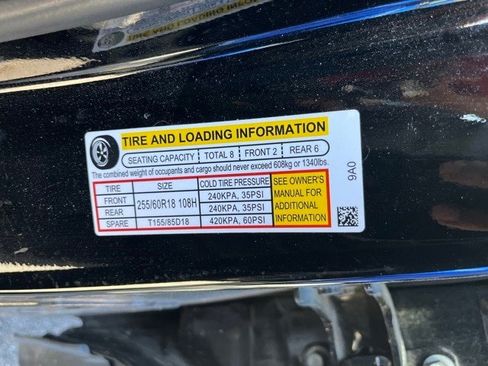 TIRE AND LOADING INFORMATION
SEATING CAPACITY TOTAL 8 FRONT 2 REAR 6
The combined weight of occupants and cargo should never exceed 608kg or 1340lbs.
TIRE SIZE COLD TIRE PRESSURE SEE OWNER'S MANUAL FOR ADDITIONAL INFORMATION
FRONT 255/60R18 108H 240KPA, 35PSI
REAR 240KPA, 35PSI
SPARE T155/85D18 420KPA, 60PSI
9A0